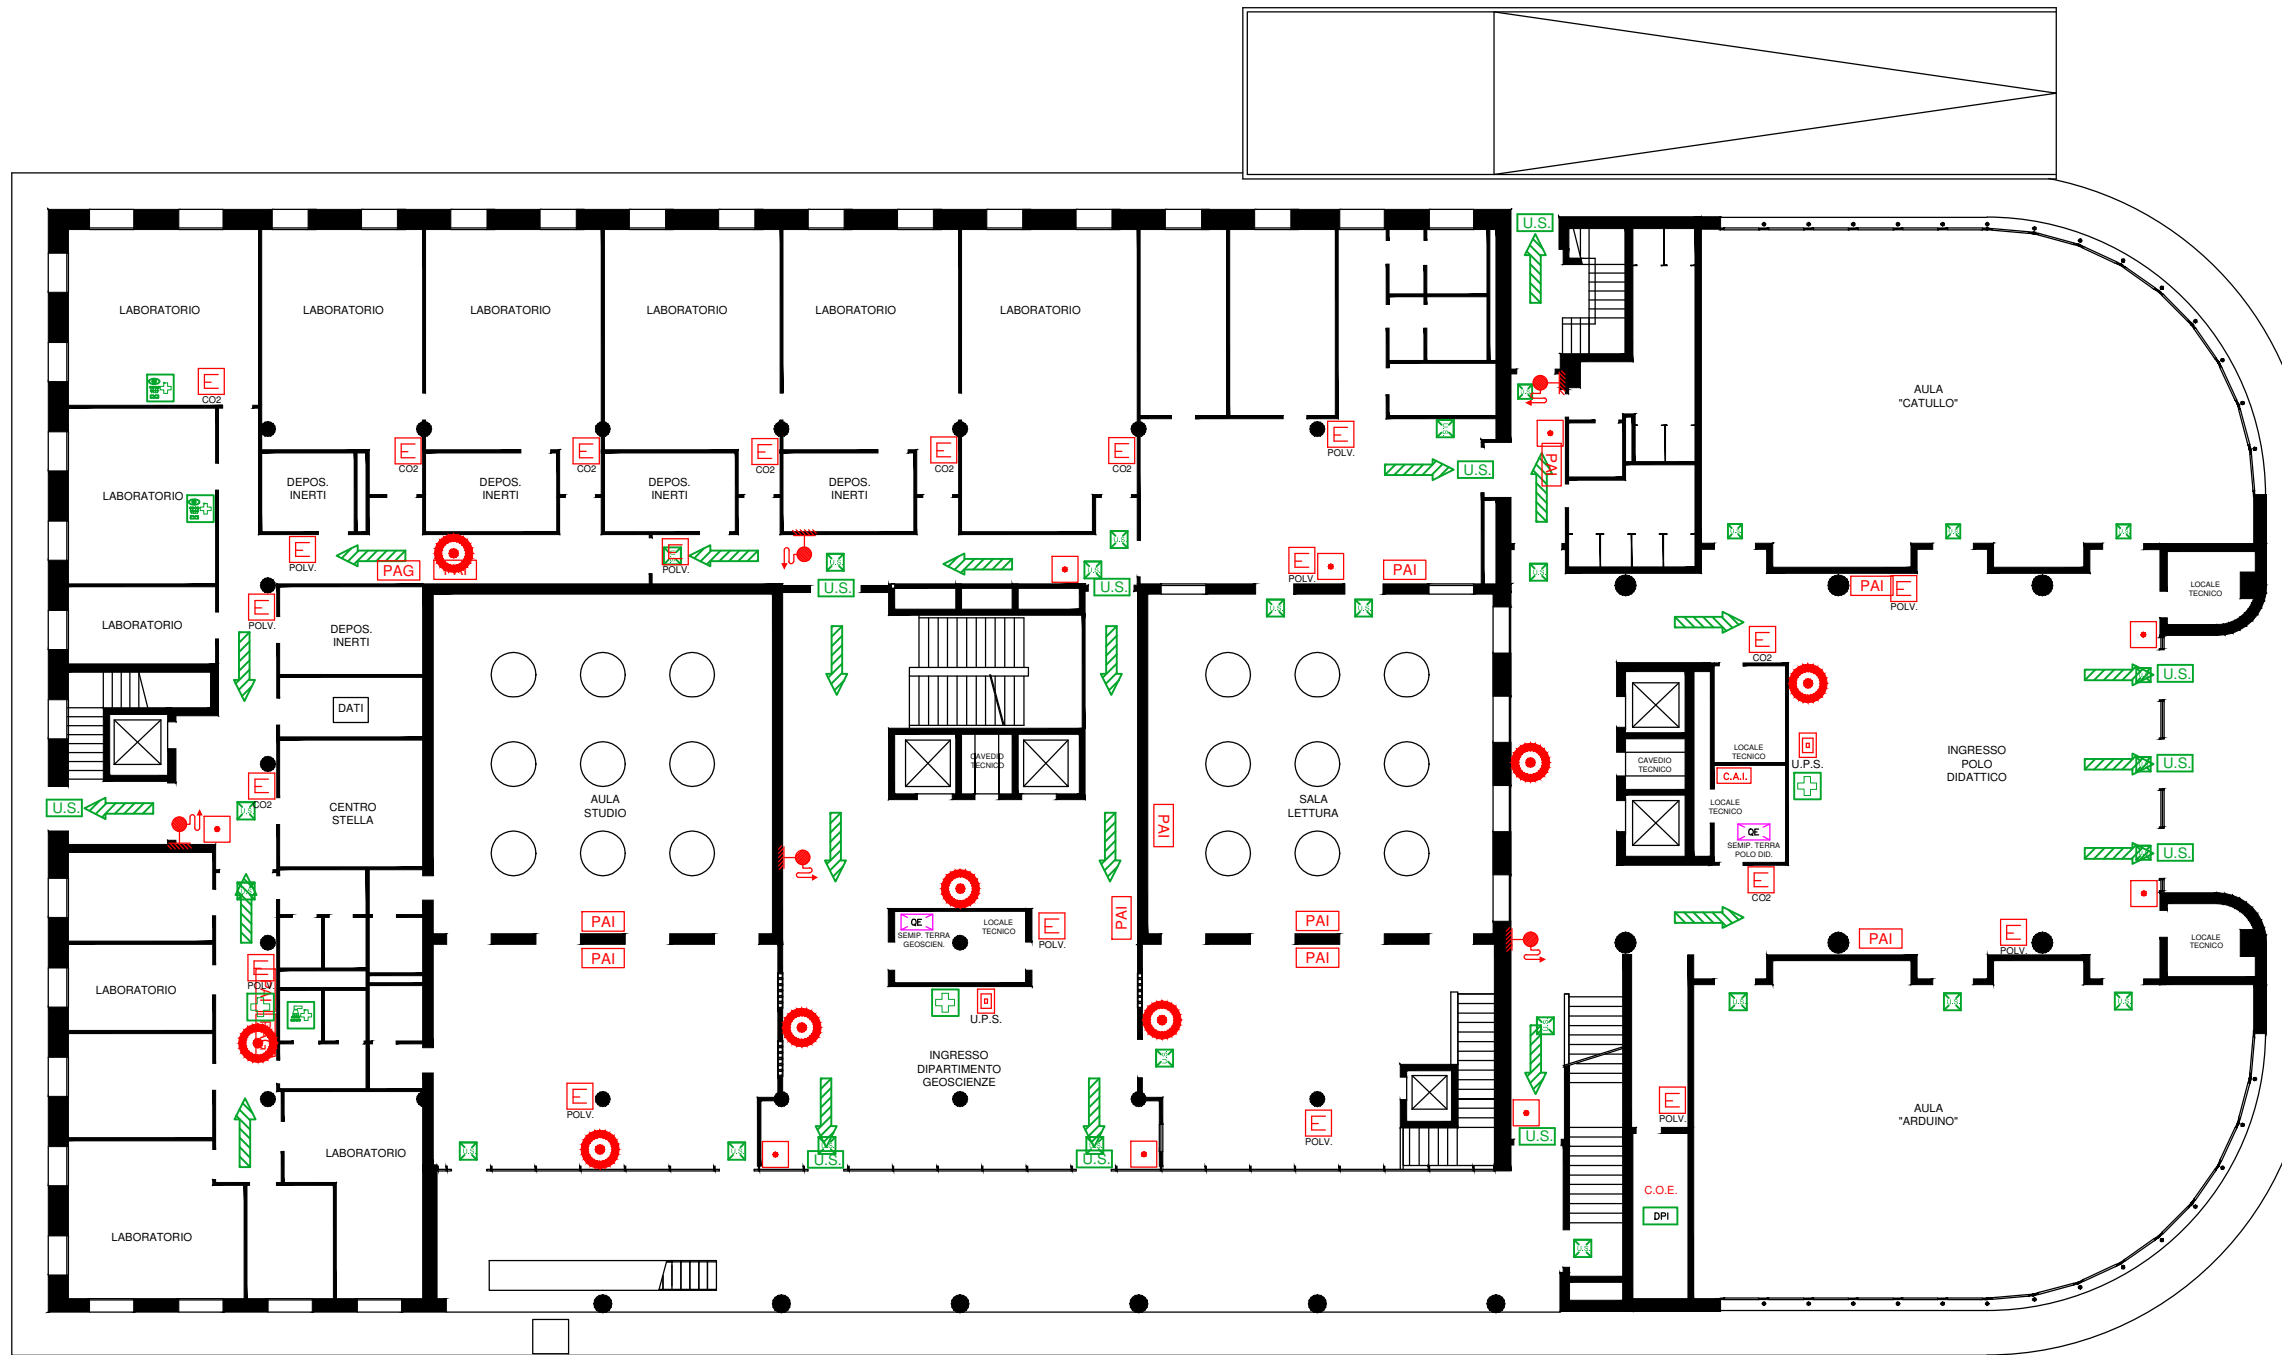 U.S.
LABORATORIO
LABORATORIO
LABORATORIO
LABORATORIO
LABORATORIO
LABORATORIO
E
CO2
AULA
"CATULLO"
E
POLV.
E
CO2
E
CO2
E
CO2
E
CO2
E
CO2
U.S.
PAI
LABORATORIO
DEPOS.
INERTI
DEPOS.
INERTI
DEPOS.
INERTI
DEPOS.
INERTI
E
POLV.
PAG
PAI
E
POLV.
E
POLV.
PAI
U.S.
U.S.
PAI
E
POLV.
LOCALE
TECNICO
LABORATORIO
E
POLV.
DEPOS.
INERTI
E
CO2
U.S.
DATI
CAVEDIO
TECNICO
CAVEDIO
TECNICO
LOCALE
TECNICO
U.P.S.
INGRESSO
POLO
DIDATTICO
U.S.
C.A.I.
E
CO2
U.S.
CENTRO
STELLA
AULA
STUDIO
SALA
LETTURA
PAI
LOCALE
TECNICO
QE
SEMIP. TERRA
POLO DID.
U.S.
E
CO2
PAI
PAI
PAI
QE
SEMIP. TERRA
GEOSCIEN.
LOCALE
TECNICO
E
POLV.
PAI
PAI
PAI
E
POLV.
LOCALE
TECNICO
E
POLV.
LABORATORIO
U.P.S.
INGRESSO
DIPARTIMENTO
GEOSCIENZE
E
POLV.
E
POLV.
E
POLV.
AULA
"ARDUINO"
U.S.
LABORATORIO
U.S.
U.S.
C.O.E.
DPI
LABORATORIO